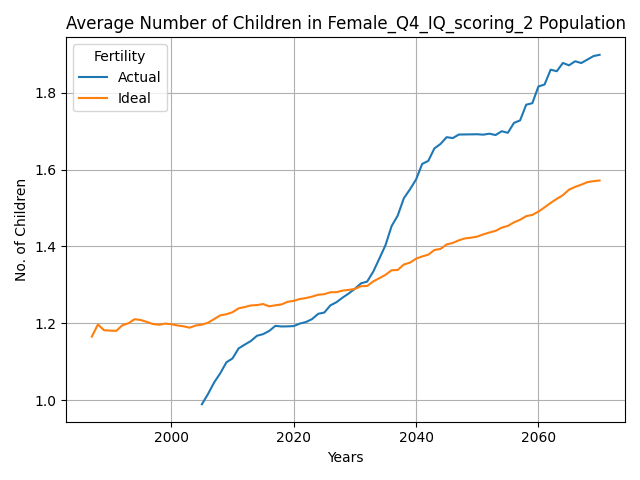 Average Number of Children in Female_Q4_IQ_scoring_2 Population
Fertility
Actual
Ideal
No. of Children
1.8
1.6
1.4
1.2
1.0
2000
2020
2040
2060
Years